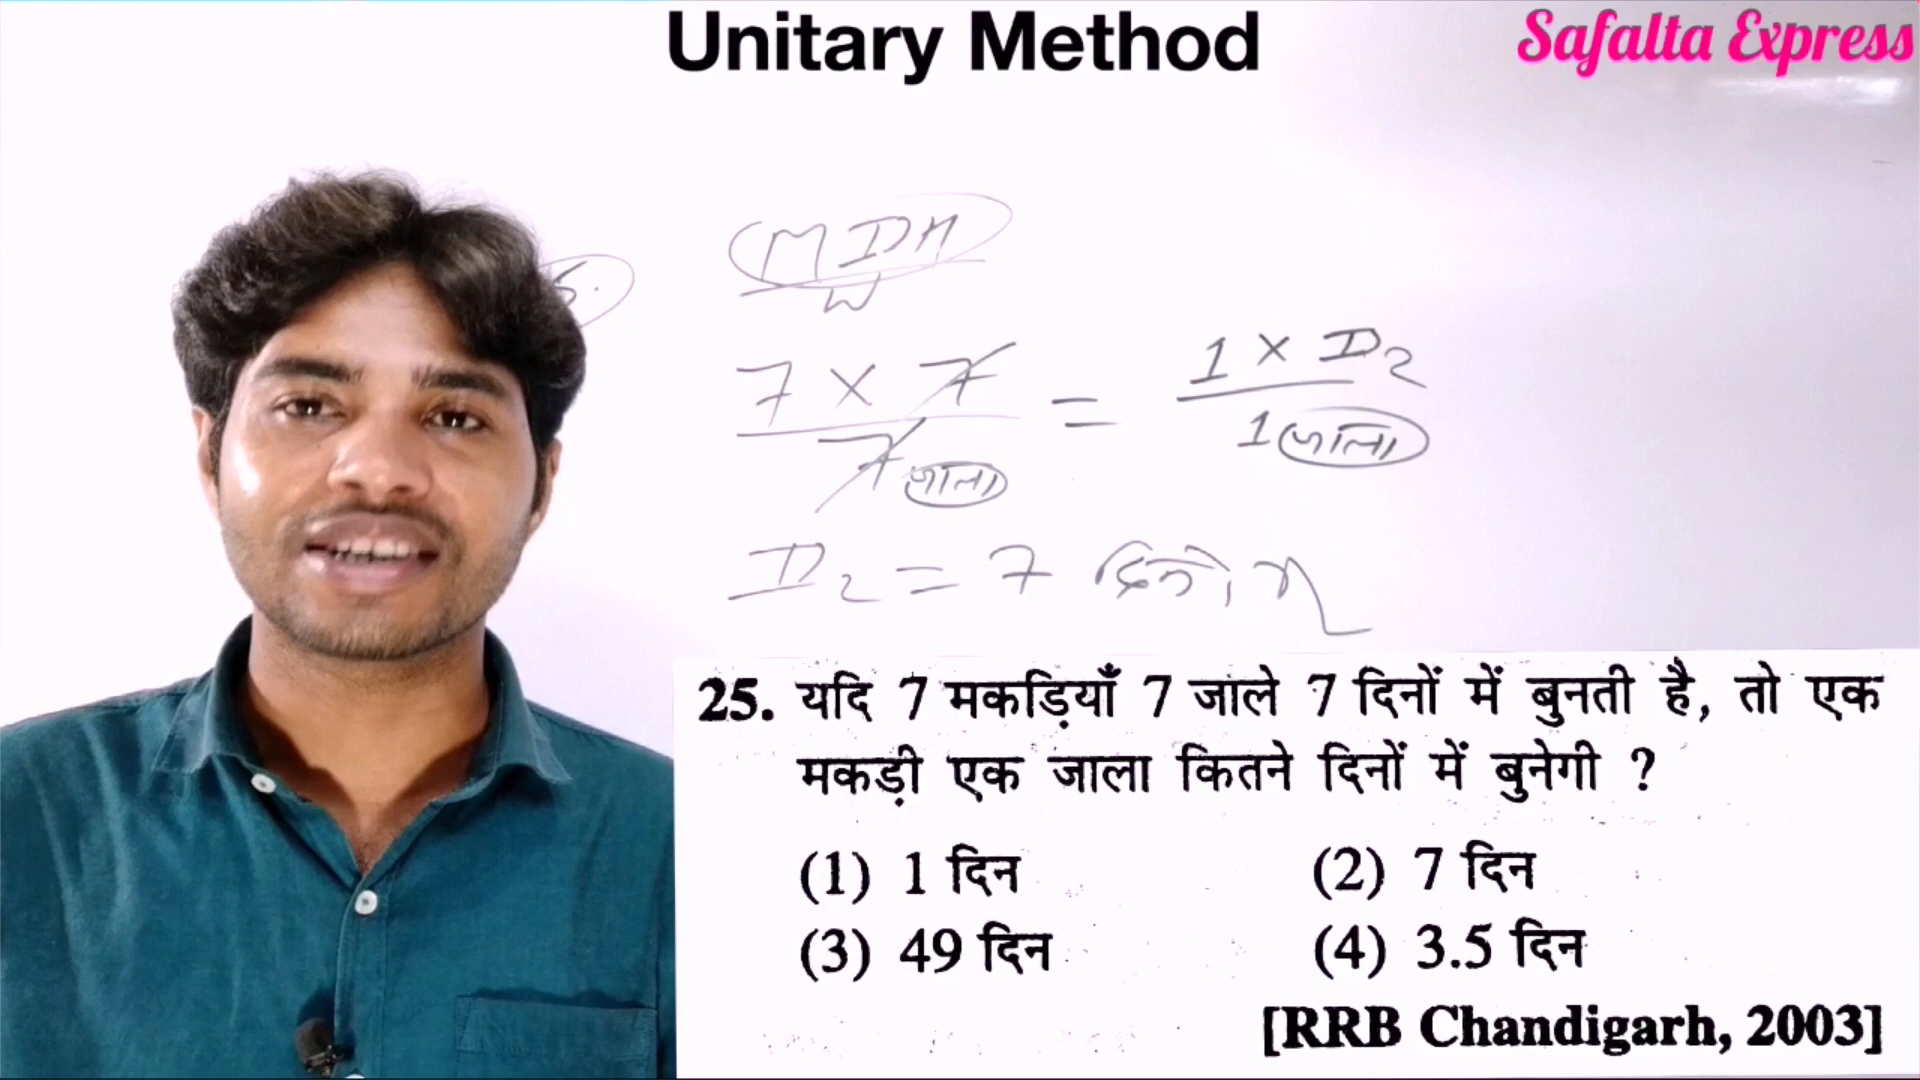 Unitary Method
Safalta Express
MDH
W
7 × 7 = 1 × D2
7 जाला 1 जाला
D2 = 7 दिनों में
25. यदि 7 मकड़ियाँ 7 जाले 7 दिनों में बुनती है, तो एक
मकड़ी एक जाला कितने दिनों में बुनेगी ?
(1) 1 दिन (2) 7 दिन
(3) 49 दिन (4) 3.5 दिन
[RRB Chandigarh, 2003]